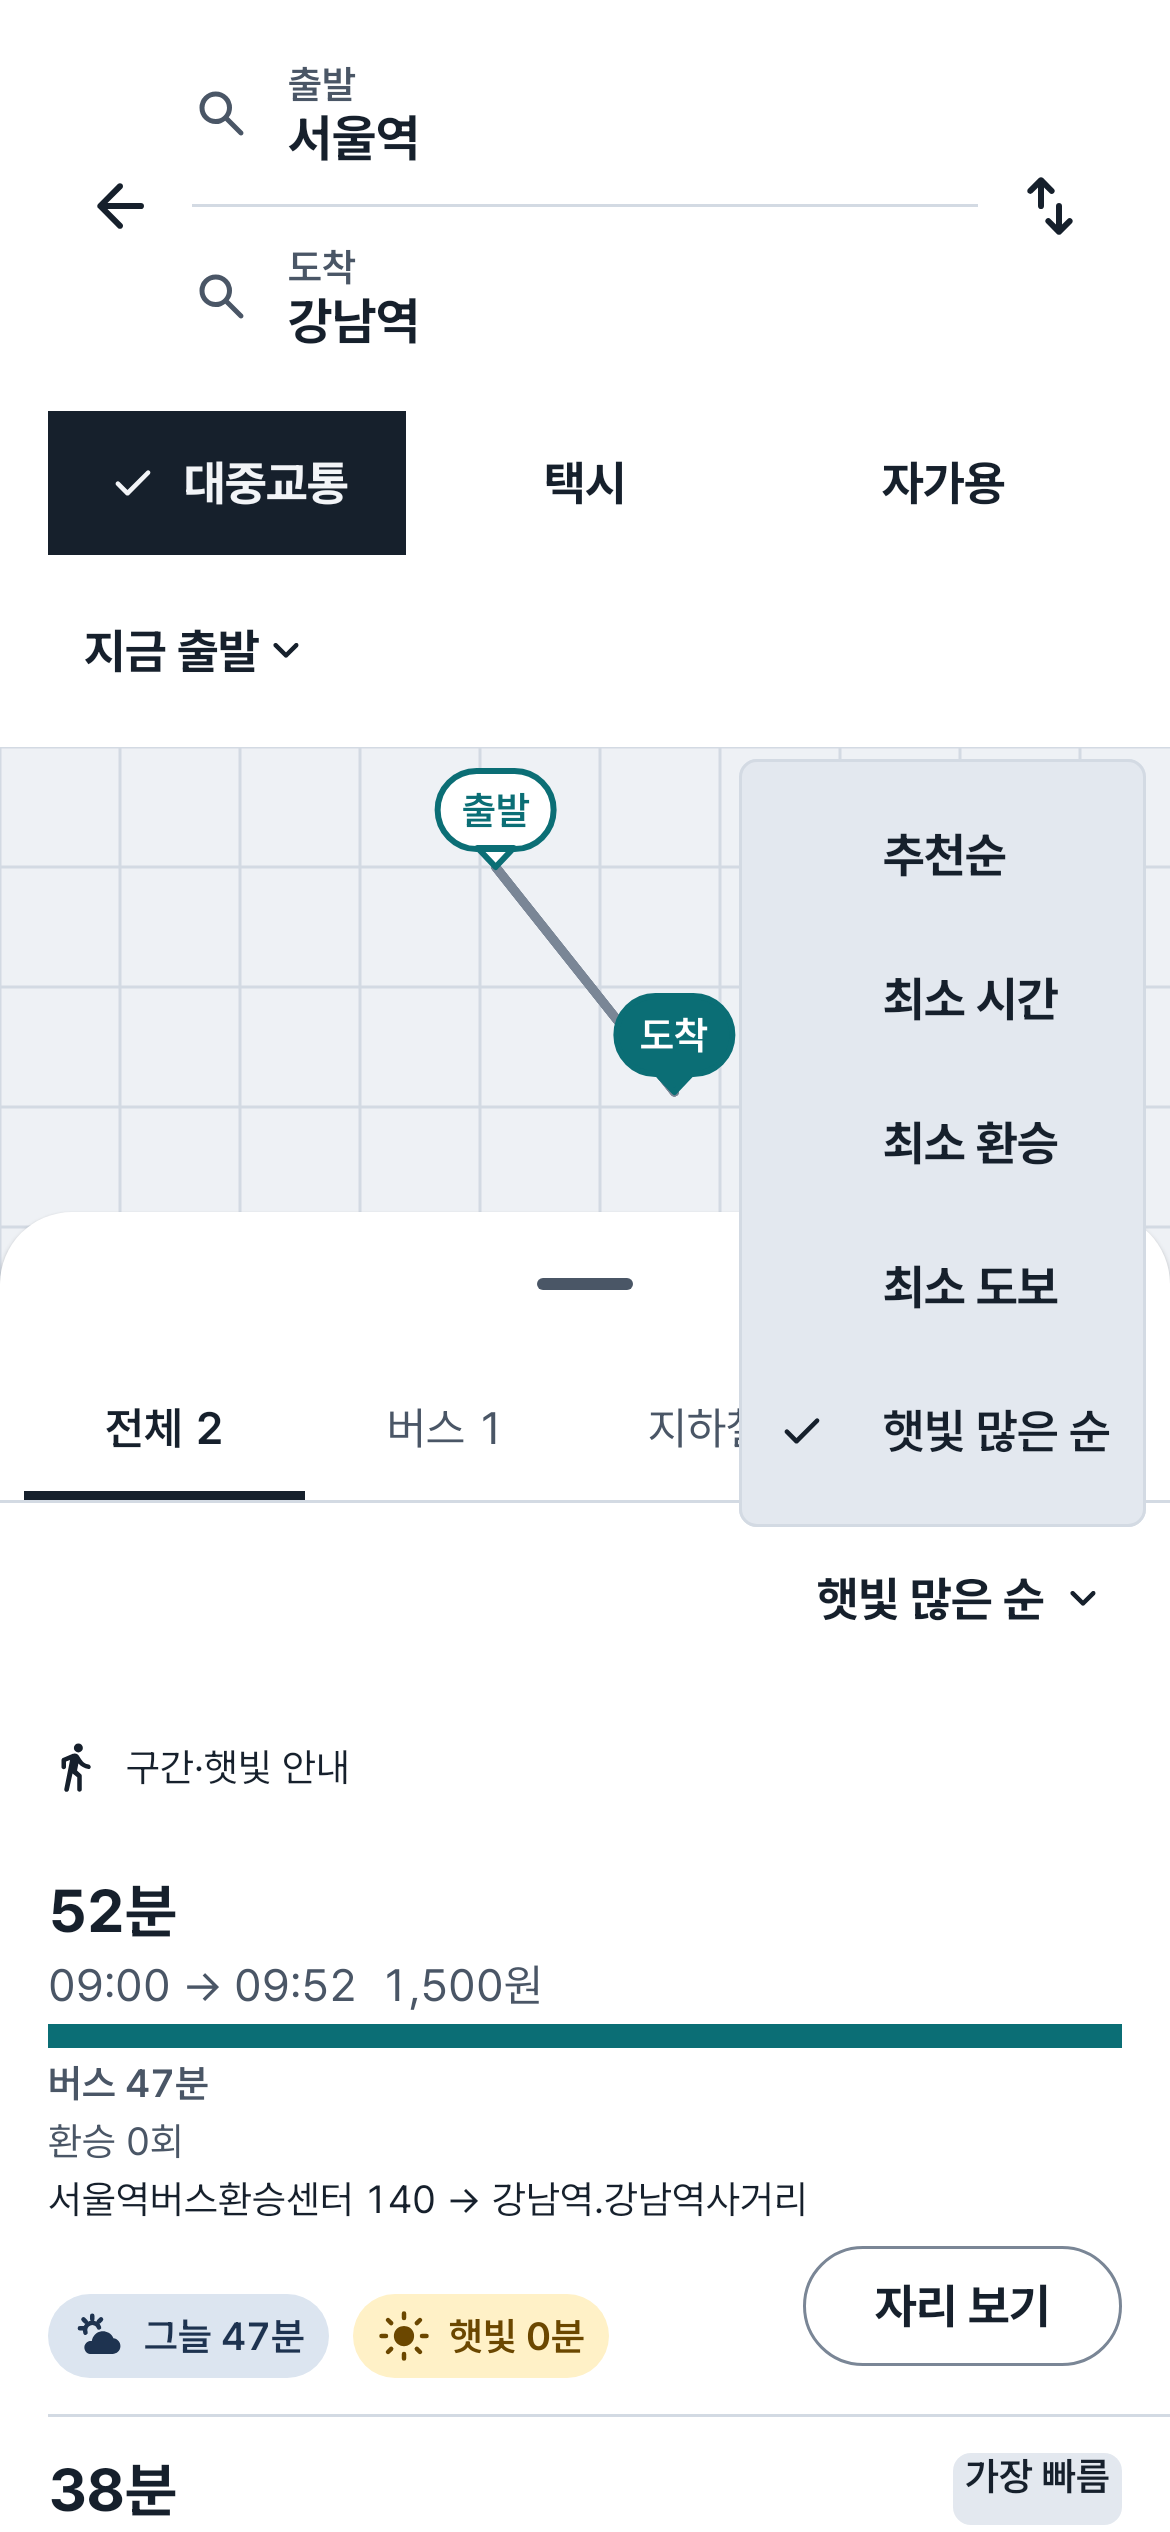 출발
서울역
도착
강남역
대중교통
택시
자가용
지금 출발
출발
도착
추천순
최소 시간
최소 환승
최소 도보
햇빛 많은 순
전체 2
버스 1
지하
햇빛 많은 순
구간·햇빛 안내
52분
09:00 → 09:52 1,500원
버스 47분
환승 0회
서울역버스환승센터 140 → 강남역.강남역사거리
그늘 47분
햇빛 0분
자리 보기
38분
가장 빠름